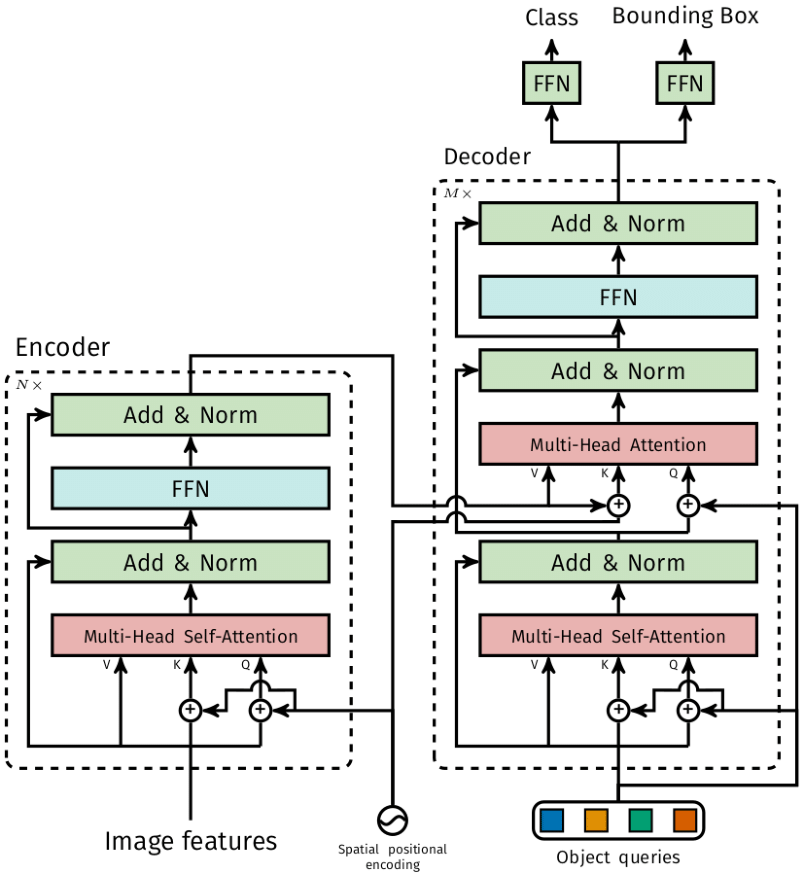 Class
Bounding Box
FFN
FFN
Decoder
M ×
Add & Norm
FFN
Add & Norm
Multi-Head Attention
V
K
Q
+
+
Add & Norm
Multi-Head Self-Attention
V
K
Q
+
+
Object queries
Encoder
N ×
Add & Norm
FFN
Add & Norm
Multi-Head Self-Attention
V
K
Q
+
+
Image features
Spatial positional
encoding